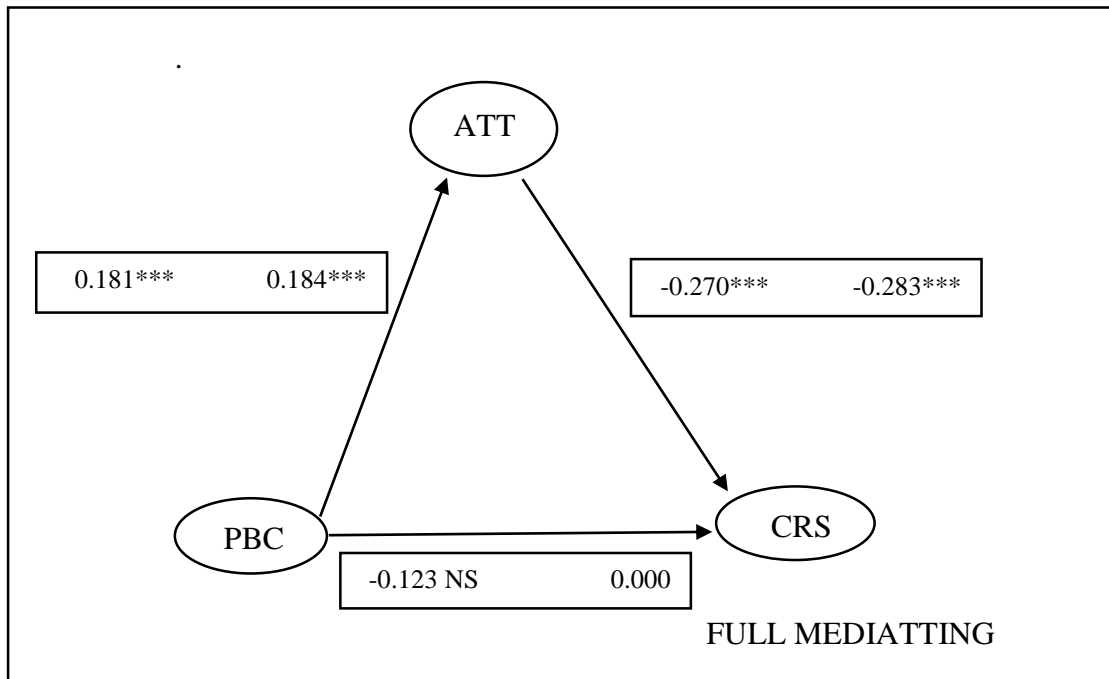 .
ATT
0.181*** 0.184***
-0.270*** -0.283***
PBC
CRS
-0.123 NS 0.000
FULL MEDIATTING